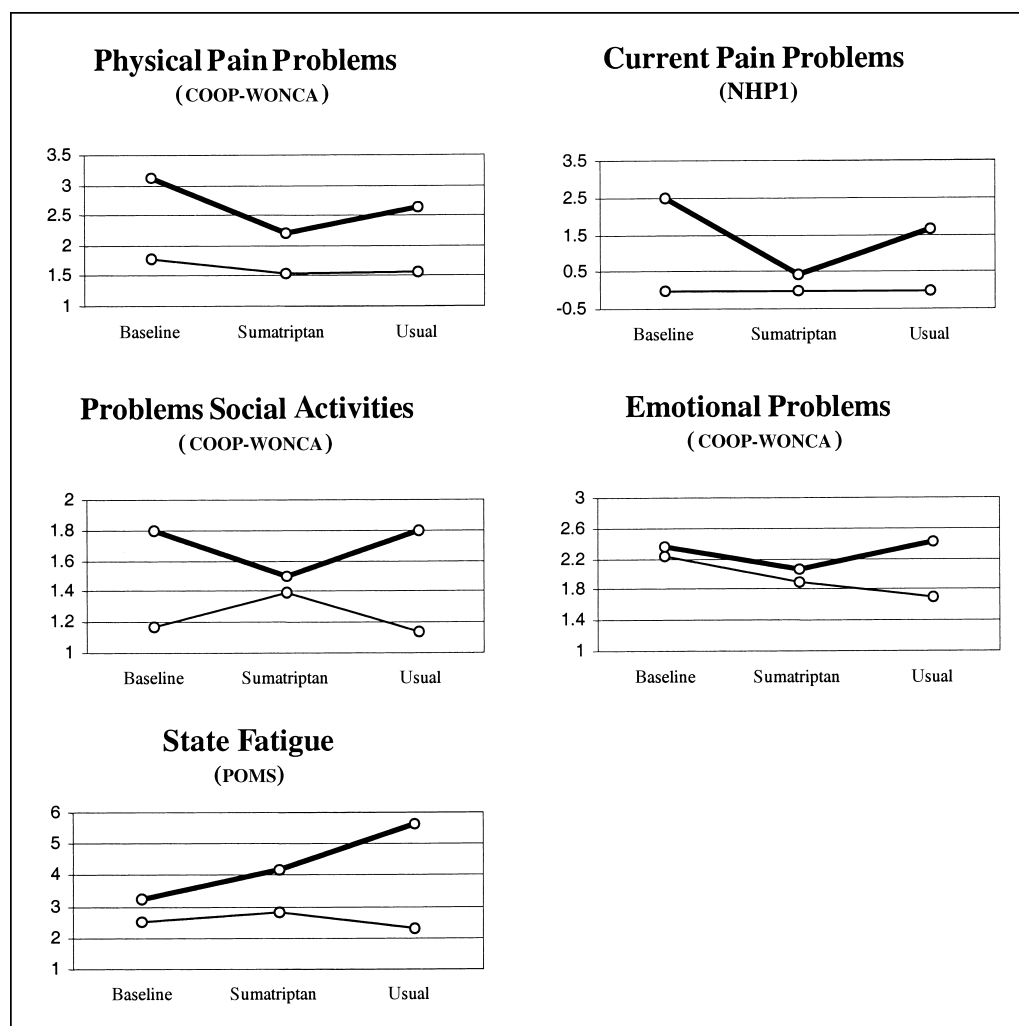 Physical Pain Problems
(COOP-WONCA)
3.5
3
2.5
2
1.5
1
Baseline Sumatriptan Usual
Current Pain Problems
(NHP1)
3.5
2.5
1.5
0.5
-0.5
Baseline Sumatriptan Usual
Problems Social Activities
(COOP-WONCA)
2
1.8
1.6
1.4
1.2
1
Baseline Sumatriptan Usual
Emotional Problems
(COOP-WONCA)
3
2.6
2.2
1.8
1.4
1
Baseline Sumatriptan Usual
State Fatigue
(POMS)
6
5
4
3
2
1
Baseline Sumatriptan Usual